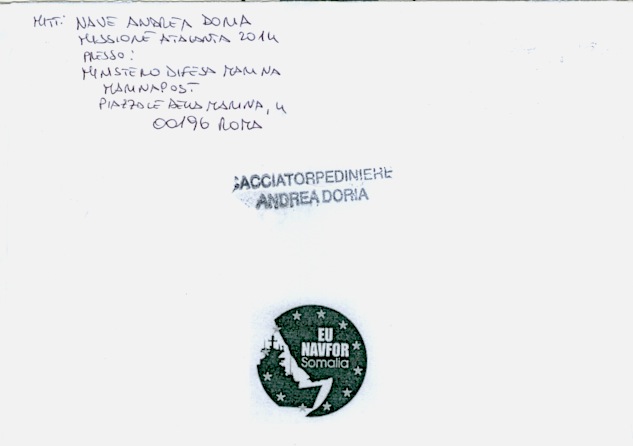 MITT: NAVE ANDREA DORIA
MISSIONE ATALANTA 2014
PRESSO:
MINISTERO DIFESA MARINA
MARINAPOST
PIAZZALE DELLA MARINA, 4
00196 ROMA
CACCIATORPEDINIERE
ANDREA DORIA
EU
NAVFOR
Somalia